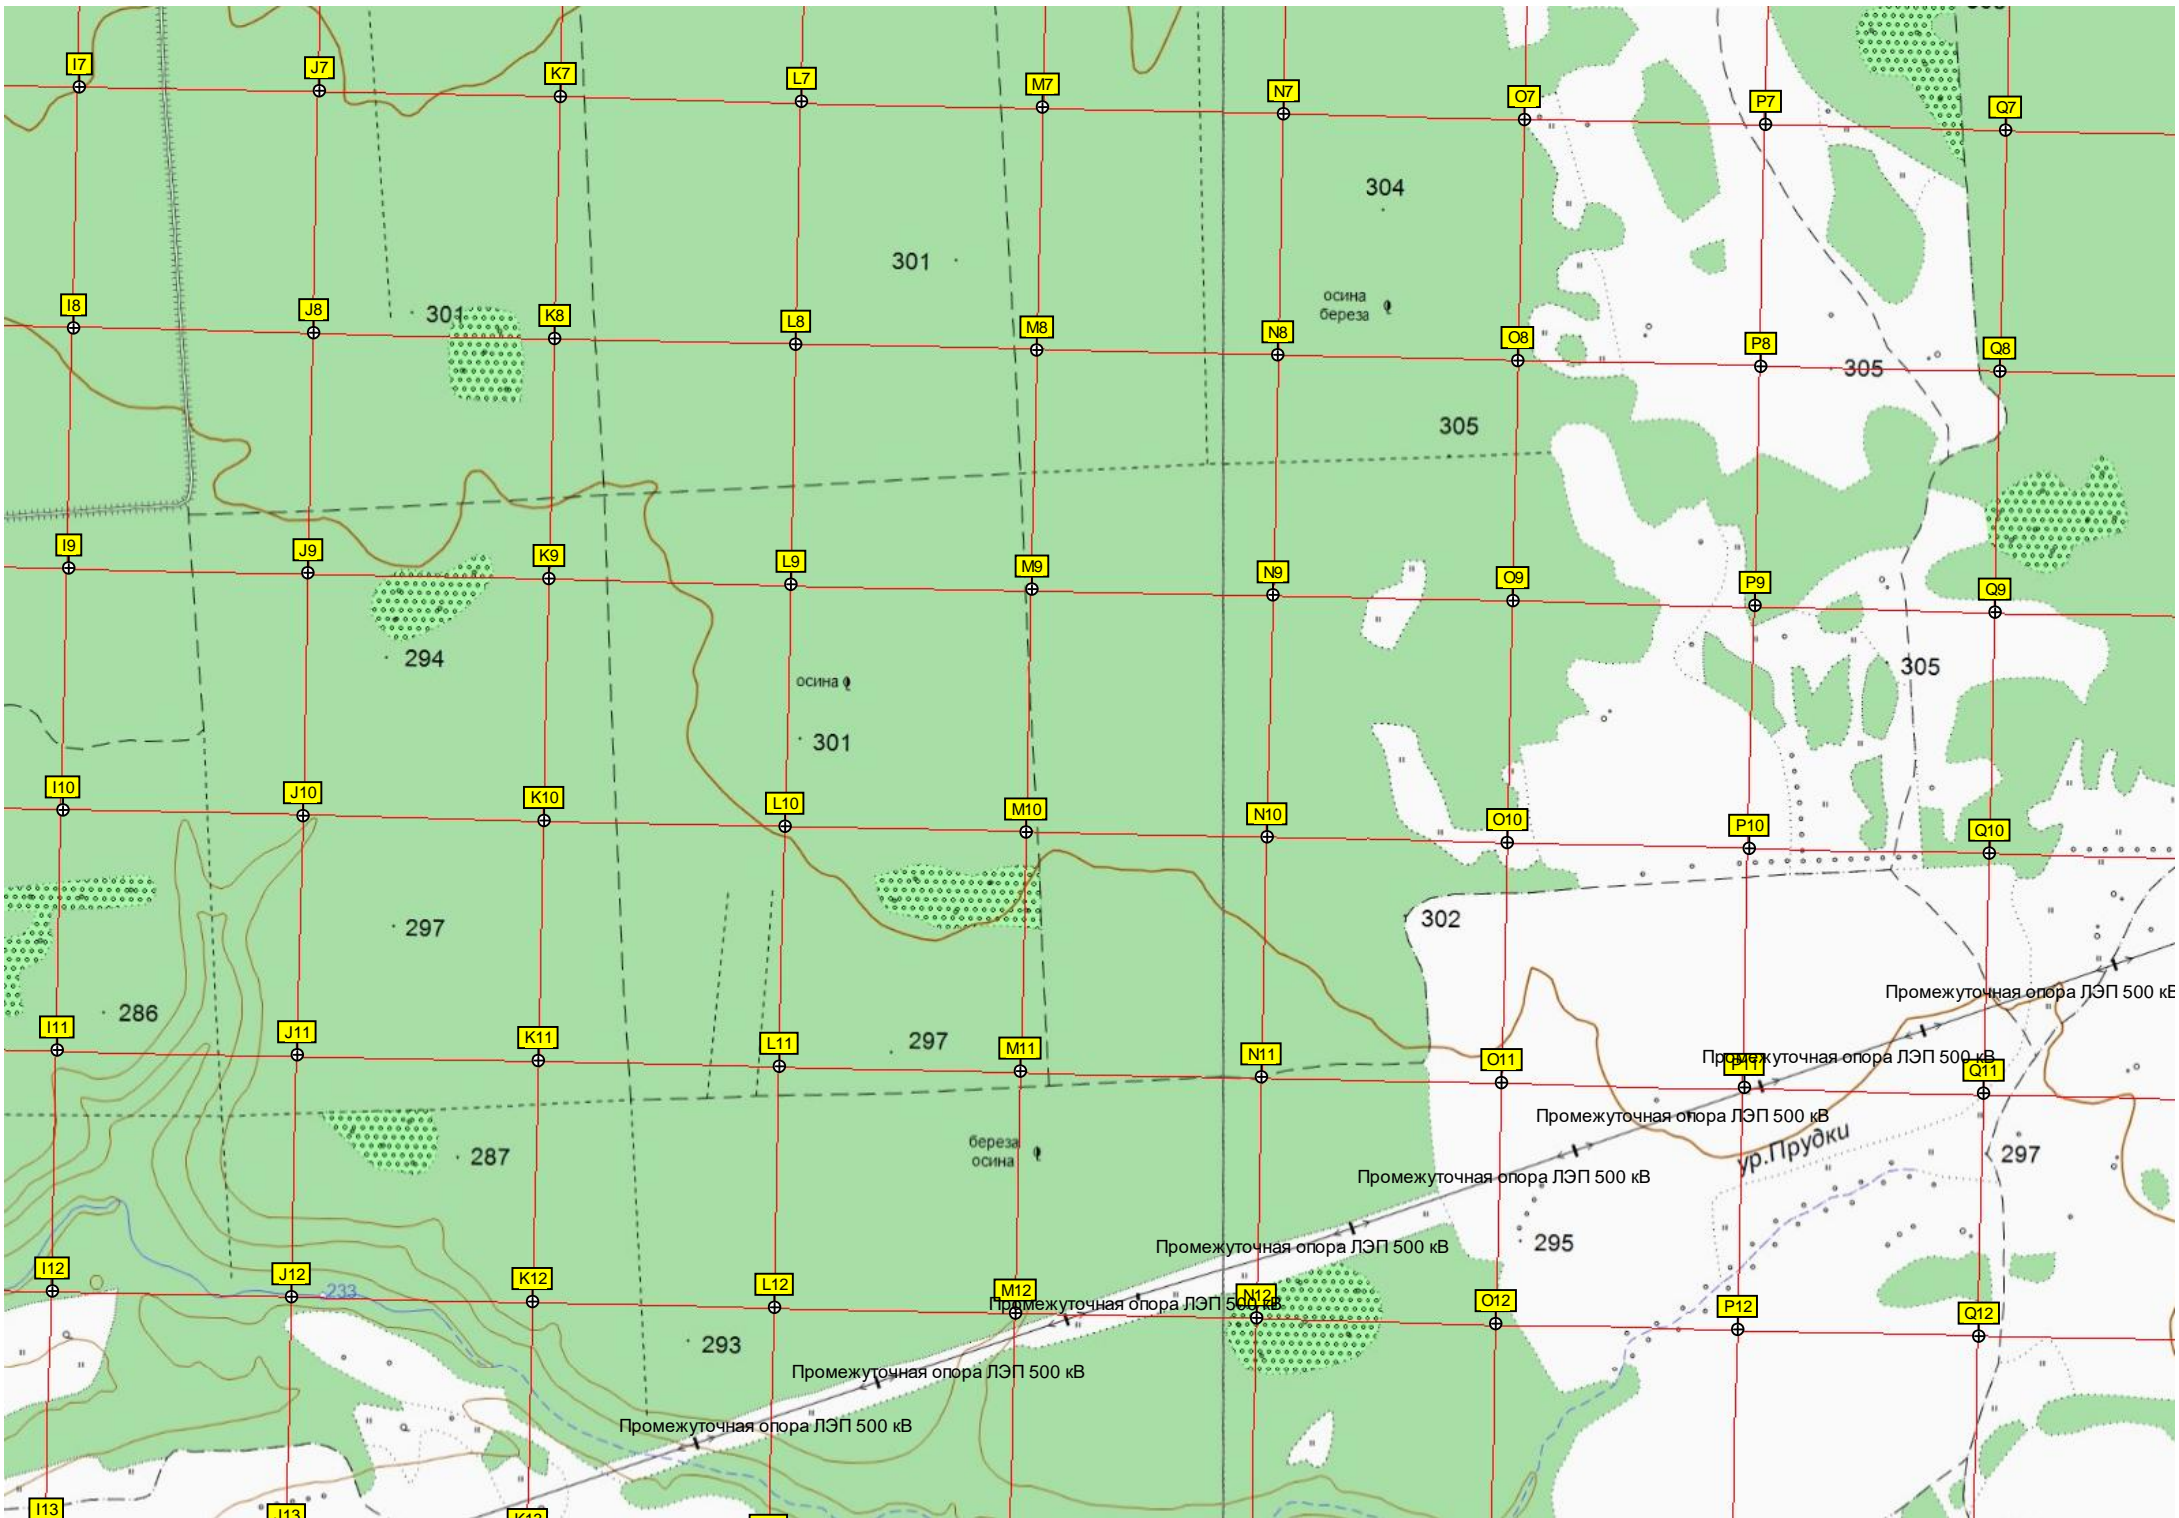 I7
J7
K7
L7
M7
N7
O7
P7
Q7
304
301
осина
береза
301
I8
J8
K8
L8
M8
N8
O8
P8
Q8
305
305
I9
J9
K9
L9
M9
N9
O9
P9
Q9
294
305
осина
301
I10
J10
K10
L10
M10
N10
O10
P10
Q10
302
297
Промежуточная опора ЛЭП 500 кВ
286
297
I11
J11
K11
L11
M11
N11
O11
Промежуточная опора ЛЭП 500 кВ
P11
Q11
Промежуточная опора ЛЭП 500 кВ
ур.Прудки
береза
осина
287
297
Промежуточная опора ЛЭП 500 кВ
295
Промежуточная опора ЛЭП 500 кВ
I12
J12
K12
L12
M12
N12
O12
P12
Q12
233
Промежуточная опора ЛЭП 500 кВ
293
Промежуточная опора ЛЭП 500 кВ
Промежуточная опора ЛЭП 500 кВ
I13
J13
K13